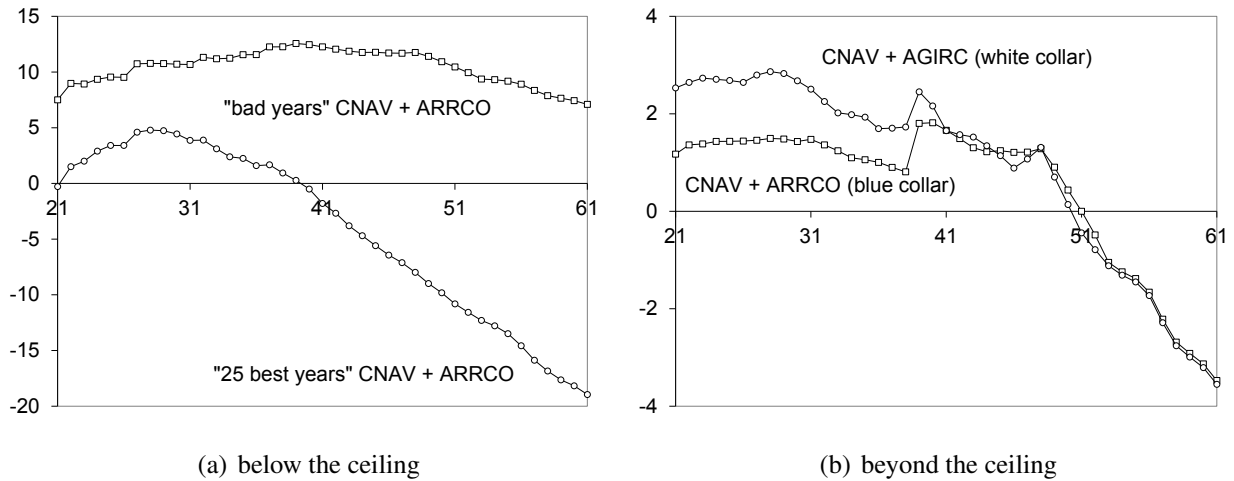 15
10
5
0
-5
-10
-15
-20
21 31 41 51 61
"bad years" CNAV + ARRCO
"25 best years" CNAV + ARRCO
(a) below the ceiling
4
2
0
-2
-4
21 31 41 51 61
CNAV + AGIRC (white collar)
CNAV + ARRCO (blue collar)
(b) beyond the ceiling